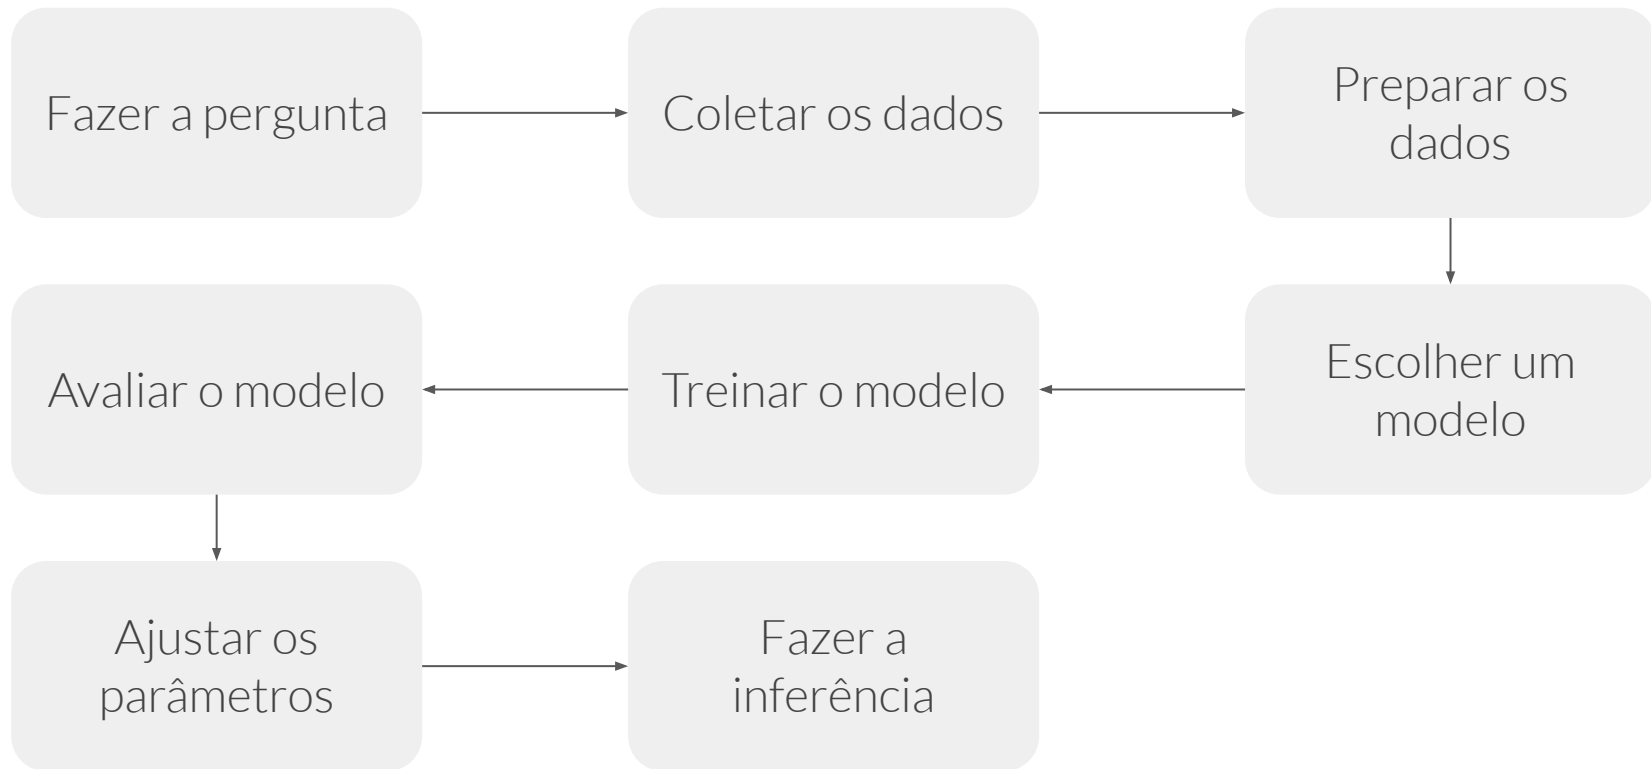 Fazer a pergunta
Coletar os dados
Preparar os
dados
Escolher um
modelo
Treinar o modelo
Avaliar o modelo
Ajustar os
parâmetros
Fazer a
inferência